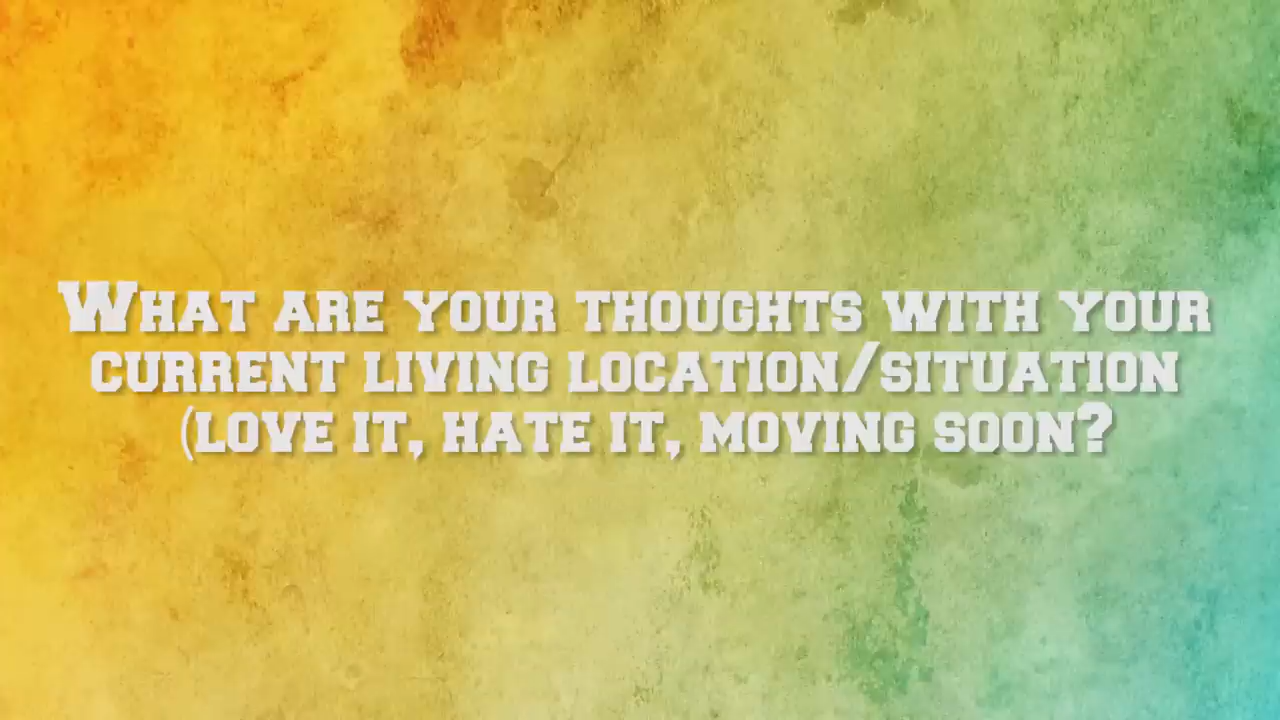 What are your thoughts with your
current living location/situation
(love it, hate it, moving soon?